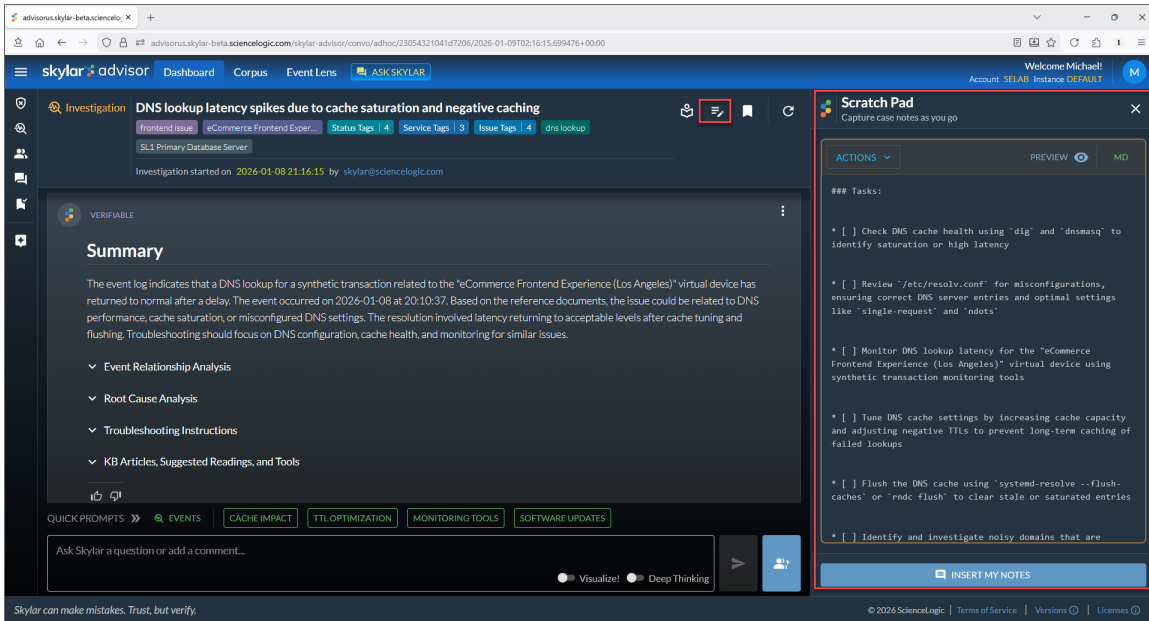 advisorus.skylar-beta.sciencelog
advisorus.skylar-beta.sciencelogic.com/skylar-advisor/convo/adhoc/23054321041d7206/2026-01-09T02:16:15.699476+00:00
skylar advisor
Dashboard
Corpus
Event Lens
ASK SKYLAR
Welcome Michael!
Account SELAB Instance DEFAULT
M
Investigation
DNS lookup latency spikes due to cache saturation and negative caching
frontend issue
eCommerce Frontend Exper...
Status Tags | 4
Service Tags | 3
Issue Tags | 4
dns lookup
SL1 Primary Database Server
Investigation started on 2026-01-08 21:16:15 by skylar@sciencelogic.com
VERIFIABLE
Summary
The event log indicates that a DNS lookup for a synthetic transaction related to the "eCommerce Frontend Experience (Los Angeles)" virtual device has
returned to normal after a delay. The event occurred on 2026-01-08 at 20:10:37. Based on the reference documents, the issue could be related to DNS
performance, cache saturation, or misconfigured DNS settings. The resolution involved latency returning to acceptable levels after cache tuning and
flushing. Troubleshooting should focus on DNS configuration, cache health, and monitoring for similar issues.
Event Relationship Analysis
Root Cause Analysis
Troubleshooting Instructions
KB Articles, Suggested Readings, and Tools
QUICK PROMPTS
EVENTS
CACHE IMPACT
TTL OPTIMIZATION
MONITORING TOOLS
SOFTWARE UPDATES
Ask Skylar a question or add a comment...
Visualize!
Deep Thinking
Scratch Pad
Capture case notes as you go
ACTIONS
PREVIEW
MD
### Tasks:
* [ ] Check DNS cache health using `dig` and `dnsmasq` to
identify saturation or high latency
* [ ] Review `/etc/resolv.conf` for misconfigurations,
ensuring correct DNS server entries and optimal settings
like `single-request` and `ndots`
* [ ] Monitor DNS lookup latency for the "eCommerce
Frontend Experience (Los Angeles)" virtual device using
synthetic transaction monitoring tools
* [ ] Tune DNS cache settings by increasing cache capacity
and adjusting negative TTLs to prevent long-term caching of
failed lookups
* [ ] Flush the DNS cache using `systemd-resolve --flush-
caches` or `rndc flush` to clear stale or saturated entries
* [ ] Identify and investigate noisy domains that are
INSERT MY NOTES
Skylar can make mistakes. Trust, but verify.
© 2026 ScienceLogic | Terms of Service | Versions | Licenses